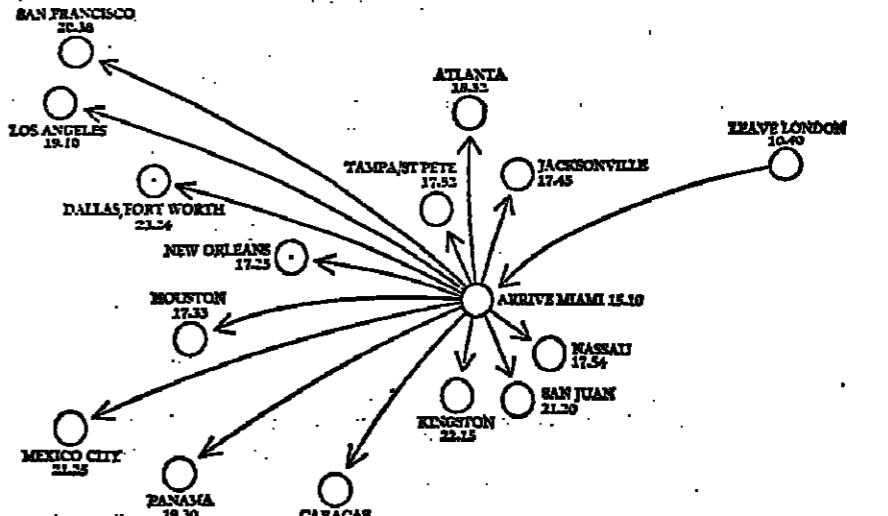 SAN FRANCISCO
20.38
LOS ANGELES
19.10
ATLANTA
18.32
LEAVE LONDON
10.40
TAMPA/ST PETE
17.52
JACKSONVILLE
17.45
DALLAS, FORT WORTH
NEW ORLEANS
17.25
ARRIVE MIAMI 15.10
HOUSTON
17.33
NASSAU
17.54
SAN JUAN
21.20
KINGSTON
22.15
MEXICO CITY
21.35
PANAMA
18.30
CARACAS